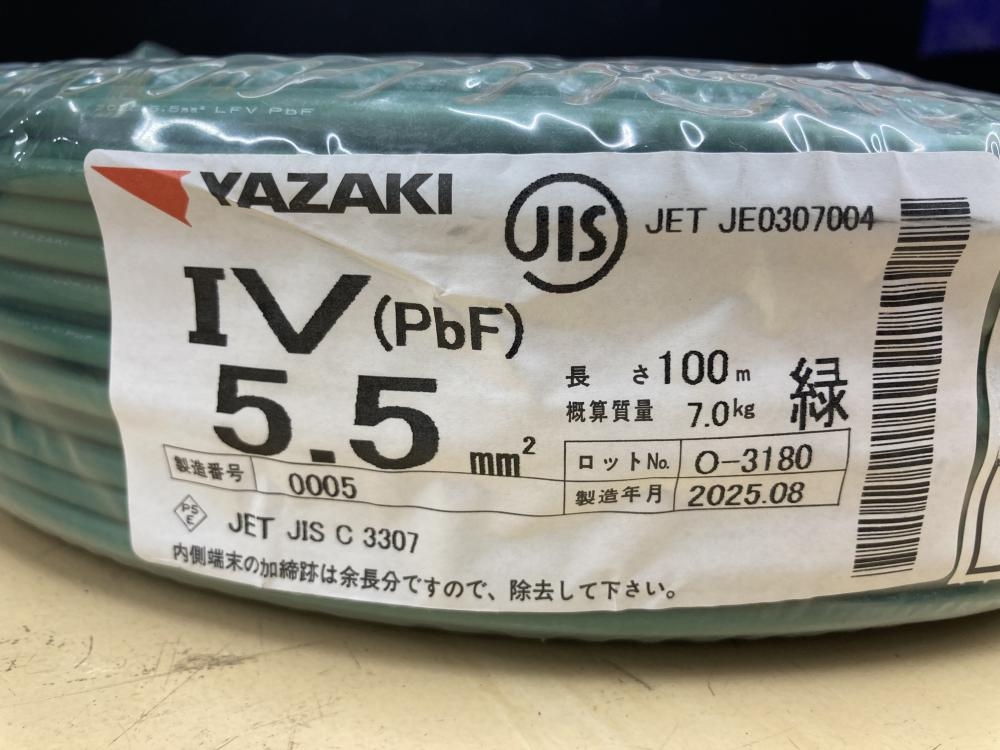 5.5mm² LFV PbF
YAZAKI
JIS
JET JE0307004
IV (PbF)
5.5 mm²
長 さ 100m
概算質量 7.0kg
緑
製造番号 0005
ロットNo. O-3180
製造年月 2025.08
PS
E
JET JIS C 3307
内側端末の加締跡は余長分ですので、除去して下さい。